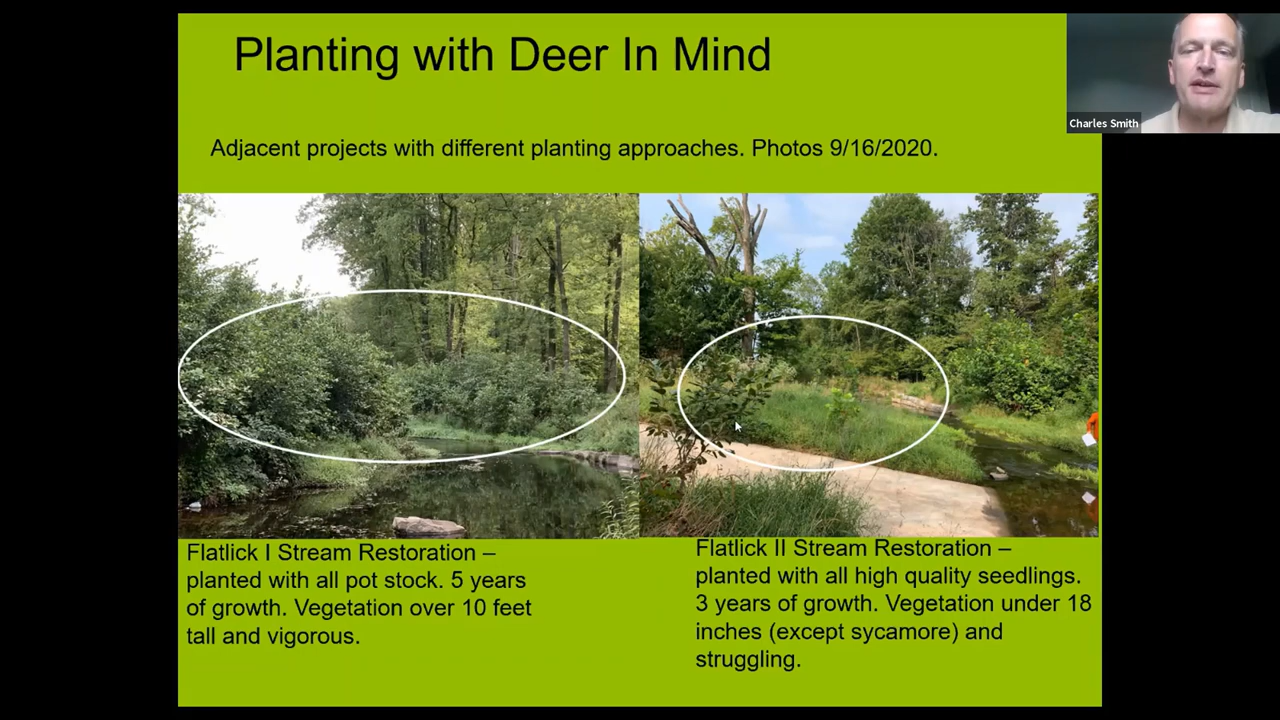 Planting with Deer In Mind
Charles Smith
Adjacent projects with different planting approaches. Photos 9/16/2020.
Flatlick I Stream Restoration –
planted with all pot stock. 5 years
of growth. Vegetation over 10 feet
tall and vigorous.
Flatlick II Stream Restoration –
planted with all high quality seedlings.
3 years of growth. Vegetation under 18
inches (except sycamore) and
struggling.